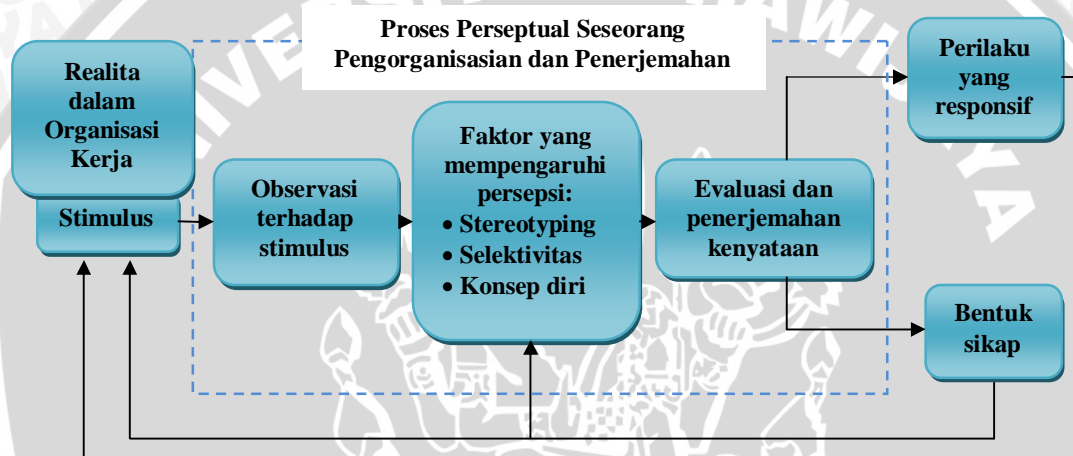 Proses Perseptual Seseorang
Pengorganisasian dan Penerjemahan
Realita
dalam
Organisasi
Kerja
Stimulus
Observasi
terhadap
stimulus
Faktor yang
mempengaruhi
persepsi:
• Stereotyping
• Selektivitas
• Konsep diri
Evaluasi dan
penerjemahan
kenyataan
Perilaku
yang
responsif
Bentuk
sikap